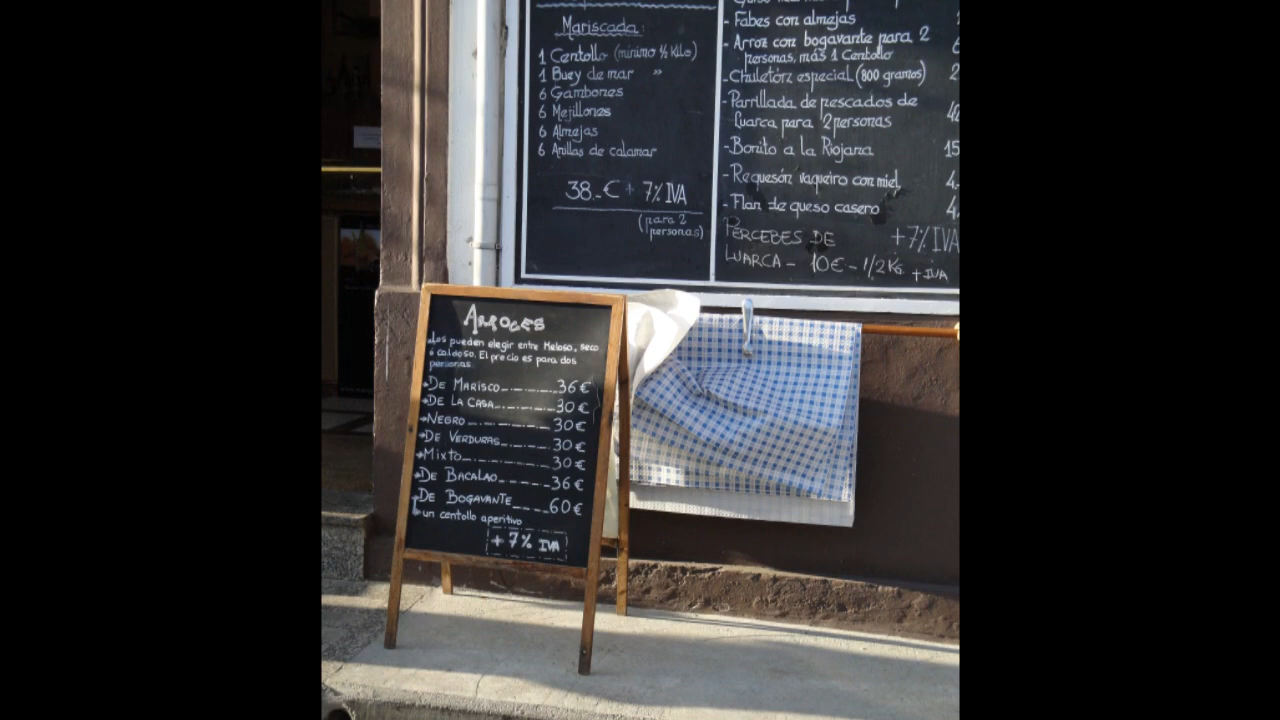 Mariscada:
1 Centollo (mínimo ½ Kilo)
1 Buey de mar »
6 Gambones
6 Mejillones
6 Almejas
6 Anillas de calamar
38.-€ + 7% IVA
(para 2
personas)
- Fabes con almejas
- Arroz con bogavante para 2
personas, más 1 Centollo
- Chuletón especial (800 gramos)
- Parrillada de pescados de
Luarca para 2 personas
- Bonito a la Riojana 15
- Requesón vaqueiro con miel 4.-
- Flan de queso casero 4.
+7% IVA
PERCEBES DE
LUARCA - 10€ - 1/2 Kg. + IVA
ARROCES
Los pueden elegir entre Meloso, seco
o caldoso. El precio es para dos
personas.
DE MARISCO 36€
DE LA CASA 30€
NEGRO 30€
DE VERDURAS 30€
MIXTO 30€
DE BACALAO 36€
DE BOGAVANTE 60€
un centollo aperitivo
+ 7% IVA